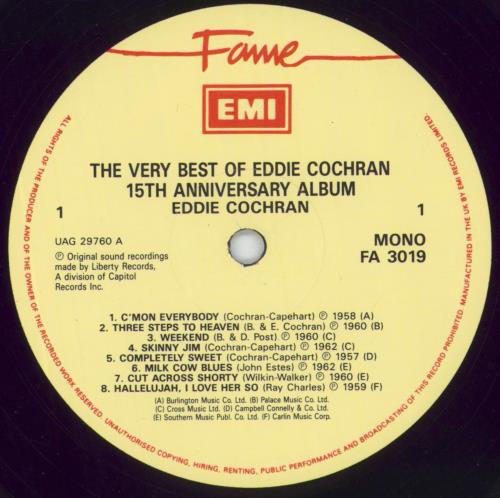 Fame
EMI
THE VERY BEST OF EDDIE COCHRAN
15TH ANNIVERSARY ALBUM
EDDIE COCHRAN
1
1
UAG 29760 A
MONO
FA 3019
℗ Original sound recordings
made by Liberty Records,
A division of Capitol
Records Inc.
1. C'MON EVERYBODY (Cochran-Capehart) ℗ 1958 (A)
2. THREE STEPS TO HEAVEN (B. & E. Cochran) ℗ 1960 (B)
3. WEEKEND (B. & D. Post) ℗ 1960 (C)
4. SKINNY JIM (Cochran-Capehart) ℗ 1962 (C)
5. COMPLETELY SWEET (Cochran-Capehart) ℗ 1957 (D)
6. MILK COW BLUES (John Estes) ℗ 1962 (E)
7. CUT ACROSS SHORTY (Wilkin-Walker) ℗ 1960 (E)
8. HALLELUJAH, I LOVE HER SO (Ray Charles) ℗ 1959 (F)
(A) Burlington Music Co. Ltd. (B) Palace Music Co. Ltd.
(C) Cross Music Ltd. (D) Campbell Connelly & Co. Ltd.
(E) Southern Music Publ. Co. Ltd. (F) Carlin Music Corp.
ALL RIGHTS OF THE PRODUCER AND OF THE OWNER OF THE RECORDED WORK RESERVED. UNAUTHORISED COPYING, HIRING, RENTING, PUBLIC PERFORMANCE AND BROADCASTING OF THIS RECORD PROHIBITED. MANUFACTURED IN THE UK BY EMI RECORDS LIMITED.